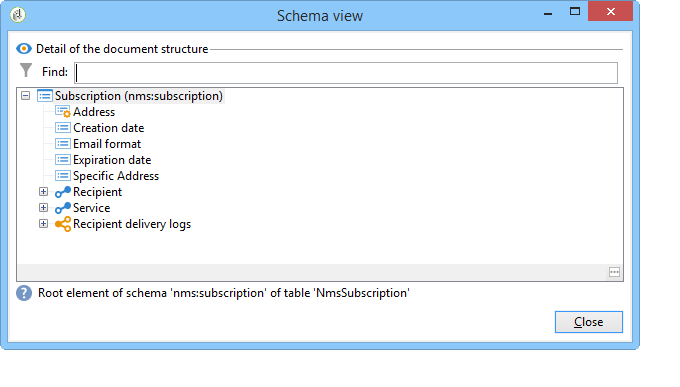 Schema view
Detail of the document structure
Find:
Subscription (nms:subscription)
Address
Creation date
Email format
Expiration date
Specific Address
Recipient
Service
Recipient delivery logs
Root element of schema 'nms:subscription' of table 'NmsSubscription'
Close